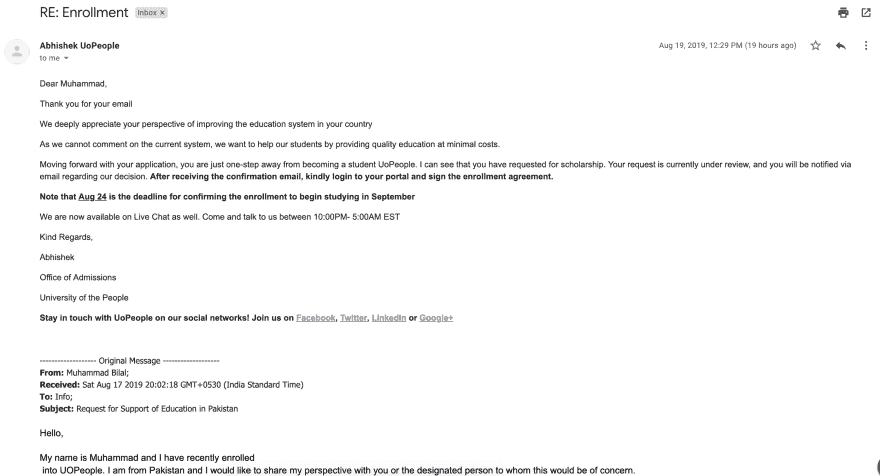 RE: Enrollment Inbox ×
Abhishek UoPeople Aug 19, 2019, 12:29 PM (19 hours ago)
to me
Dear Muhammad,
Thank you for your email
We deeply appreciate your perspective of improving the education system in your country
As we cannot comment on the current system, we want to help our students by providing quality education at minimal costs.
Moving forward with your application, you are just one-step away from becoming a student UoPeople. I can see that you have requested for scholarship. Your request is currently under review, and you will be notified via
email regarding our decision. After receiving the confirmation email, kindly login to your portal and sign the enrollment agreement.
Note that Aug 24 is the deadline for confirming the enrollment to begin studying in September
We are now available on Live Chat as well. Come and talk to us between 10:00PM- 5:00AM EST
Kind Regards,
Abhishek
Office of Admissions
University of the People
Stay in touch with UoPeople on our social networks! Join us on Facebook, Twitter, LinkedIn or Google+
------------------- Original Message -------------------
From: Muhammad Bilal;
Received: Sat Aug 17 2019 20:02:18 GMT+0530 (India Standard Time)
To: Info;
Subject: Request for Support of Education in Pakistan
Hello,
My name is Muhammad and I have recently enrolled
into UOPeople. I am from Pakistan and I would like to share my perspective with you or the designated person to whom this would be of concern.